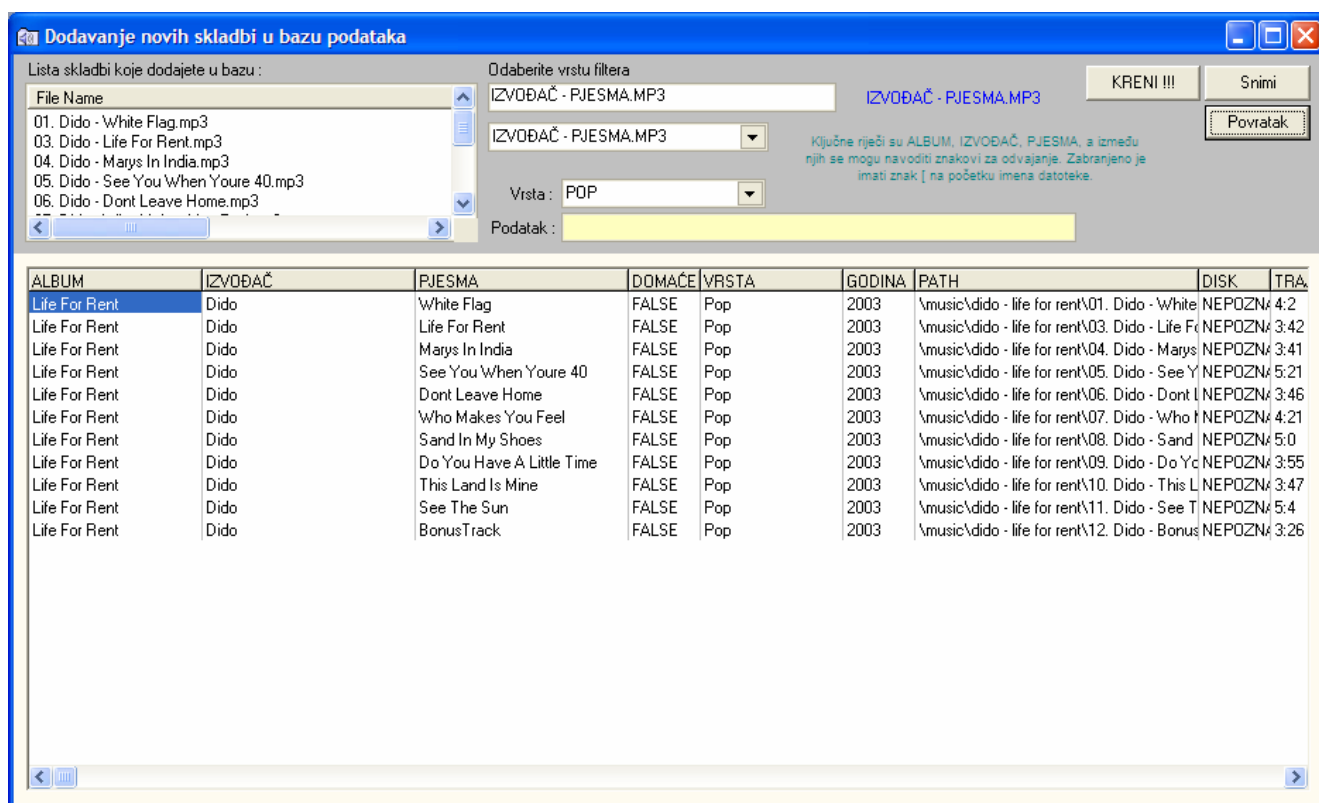 Dodavanje novih skladbi u bazu podataka
Lista skladbi koje dodajete u bazu :
File Name
01. Dido - White Flag.mp3
03. Dido - Life For Rent.mp3
04. Dido - Marys In India.mp3
05. Dido - See You When Youre 40.mp3
06. Dido - Dont Leave Home.mp3
Odaberite vrstu filtera
IZVOĐAČ - PJESMA.MP3
IZVOĐAČ - PJESMA.MP3
Vrsta : POP
Podatak :
IZVOĐAČ - PJESMA.MP3
Ključne riječi su ALBUM, IZVOĐAČ, PJESMA, a između
njih se mogu navoditi znakovi za odvajanje. Zabranjeno je
imati znak [ na početku imena datoteke.
KRENI !!!
Snimi
Povratak
ALBUM IZVOĐAČ PJESMA DOMAĆE VRSTA GODINA PATH DISK TRA
Life For Rent Dido White Flag FALSE Pop 2003 \music\dido - life for rent\01. Dido - White NEPOZNA 4:2
Life For Rent Dido Life For Rent FALSE Pop 2003 \music\dido - life for rent\03. Dido - Life Fo NEPOZNA 3:42
Life For Rent Dido Marys In India FALSE Pop 2003 \music\dido - life for rent\04. Dido - Marys NEPOZNA 3:41
Life For Rent Dido See You When Youre 40 FALSE Pop 2003 \music\dido - life for rent\05. Dido - See Y NEPOZNA 5:21
Life For Rent Dido Dont Leave Home FALSE Pop 2003 \music\dido - life for rent\06. Dido - Dont L NEPOZNA 3:46
Life For Rent Dido Who Makes You Feel FALSE Pop 2003 \music\dido - life for rent\07. Dido - Who M NEPOZNA 4:21
Life For Rent Dido Sand In My Shoes FALSE Pop 2003 \music\dido - life for rent\08. Dido - Sand NEPOZNA 5:0
Life For Rent Dido Do You Have A Little Time FALSE Pop 2003 \music\dido - life for rent\09. Dido - Do Yo NEPOZNA 3:55
Life For Rent Dido This Land Is Mine FALSE Pop 2003 \music\dido - life for rent\10. Dido - This L NEPOZNA 3:47
Life For Rent Dido See The Sun FALSE Pop 2003 \music\dido - life for rent\11. Dido - See T NEPOZNA 5:4
Life For Rent Dido BonusTrack FALSE Pop 2003 \music\dido - life for rent\12. Dido - Bonus NEPOZNA 3:26